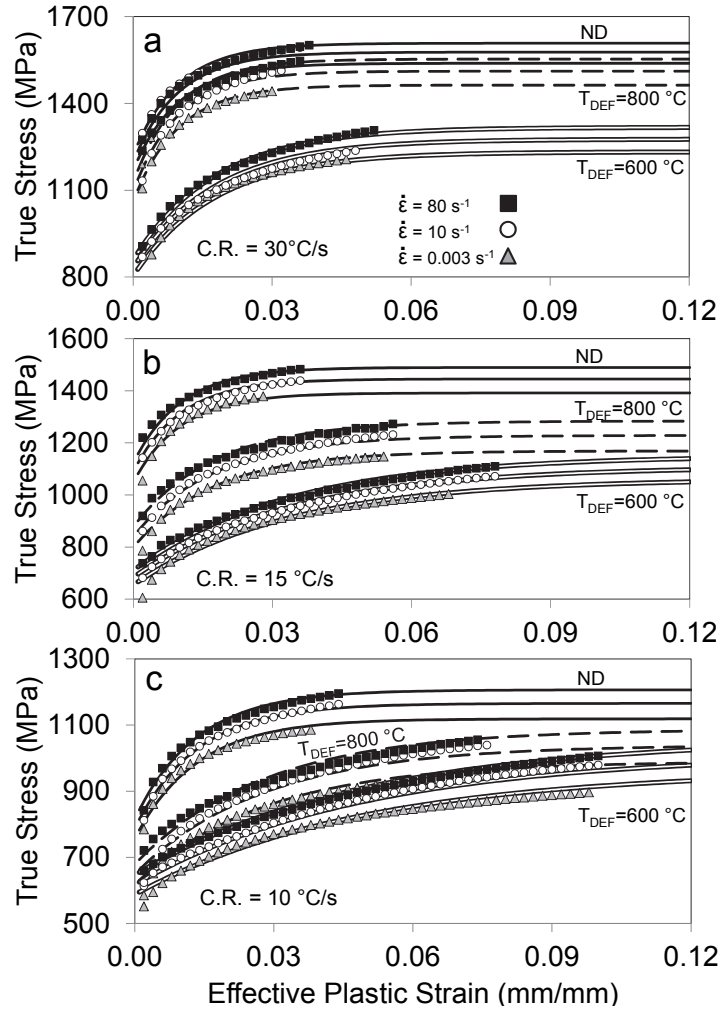 1700
a
ND
1400
T_DEF=800 °C
1100
T_DEF=600 °C
ε̇ = 80 s⁻¹
ε̇ = 10 s⁻¹
ε̇ = 0.003 s⁻¹
C.R. = 30°C/s
800
True Stress (MPa)
0.00 0.03 0.06 0.09 0.12
1600
b
ND
1400
T_DEF=800 °C
1200
1000
T_DEF=600 °C
800
C.R. = 15 °C/s
600
True Stress (MPa)
0.00 0.03 0.06 0.09 0.12
1300
c
ND
1100
T_DEF=800 °C
900
T_DEF=600 °C
700
C.R. = 10 °C/s
500
True Stress (MPa)
0.00 0.03 0.06 0.09 0.12
Effective Plastic Strain (mm/mm)